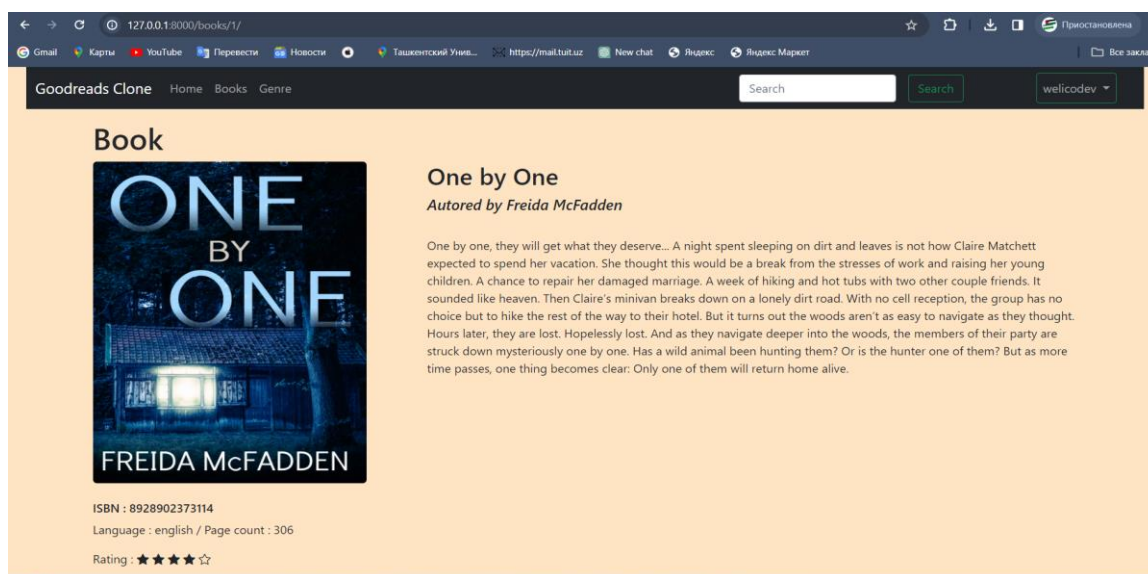 127.0.0.1:8000/books/1/
Приостановлена
Gmail Карты YouTube Перевести Новости Ташкентский Унив... https://mail.tuit.uz New chat Яндекс Яндекс Маркет Все закла
Goodreads Clone Home Books Genre Search Search welicodev
Book
ONE
BY
ONE
FREIDA McFADDEN
One by One
Autored by Freida McFadden
One by one, they will get what they deserve... A night spent sleeping on dirt and leaves is not how Claire Matchett
expected to spend her vacation. She thought this would be a break from the stresses of work and raising her young
children. A chance to repair her damaged marriage. A week of hiking and hot tubs with two other couple friends. It
sounded like heaven. Then Claire's minivan breaks down on a lonely dirt road. With no cell reception, the group has no
choice but to hike the rest of the way to their hotel. But it turns out the woods aren't as easy to navigate as they thought.
Hours later, they are lost. Hopelessly lost. And as they navigate deeper into the woods, the members of their party are
struck down mysteriously one by one. Has a wild animal been hunting them? Or is the hunter one of them? But as more
time passes, one thing becomes clear: Only one of them will return home alive.
ISBN : 8928902373114
Language : english / Page count : 306
Rating : ★★★★☆